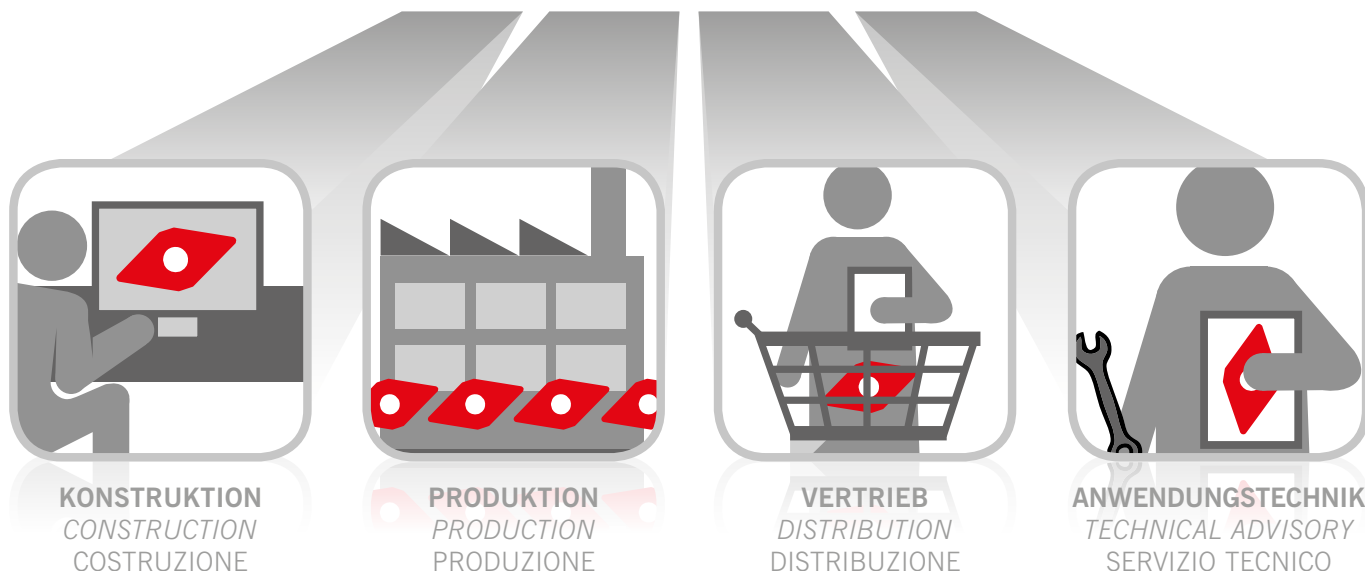 KONSTRUKTION
CONSTRUCTION
COSTRUZIONE
PRODUKTION
PRODUCTION
PRODUZIONE
VERTRIEB
DISTRIBUTION
DISTRIBUZIONE
ANWENDUNGSTECHNIK
TECHNICAL ADVISORY
SERVIZIO TECNICO